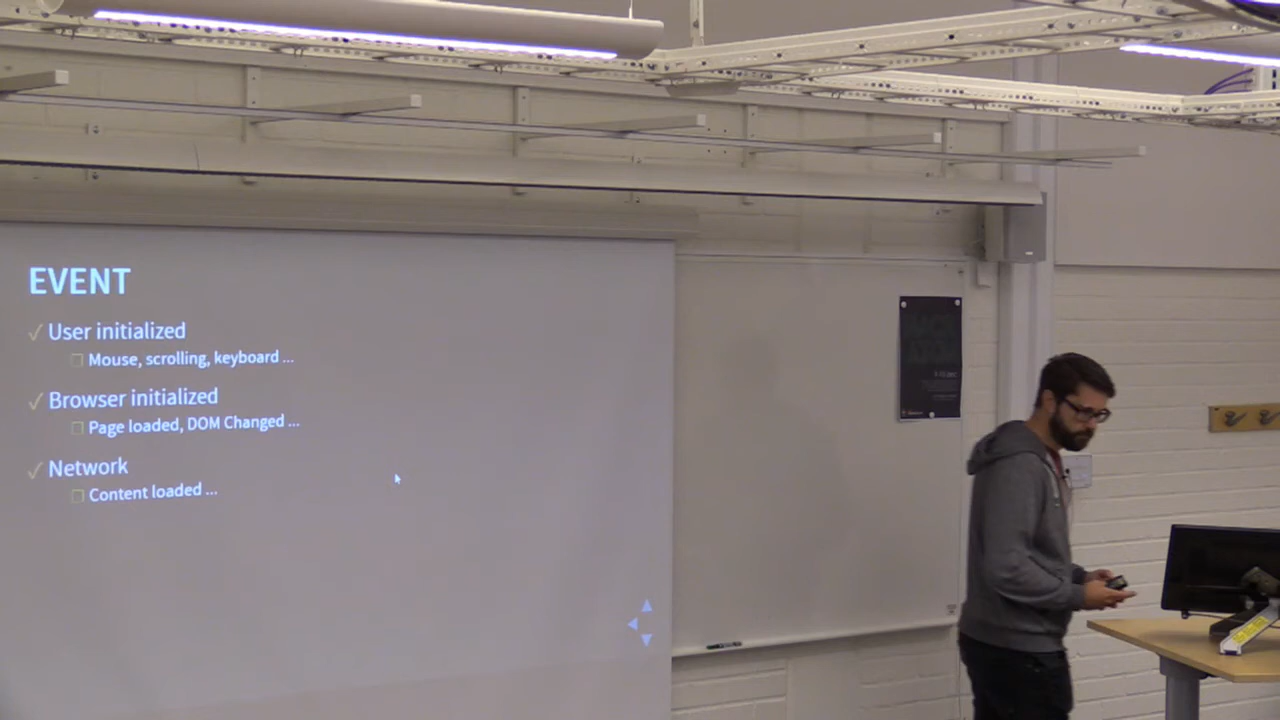 EVENT
User initialized
Mouse, scrolling, keyboard ...
Browser initialized
Page loaded, DOM Changed ...
Network
Content loaded ...